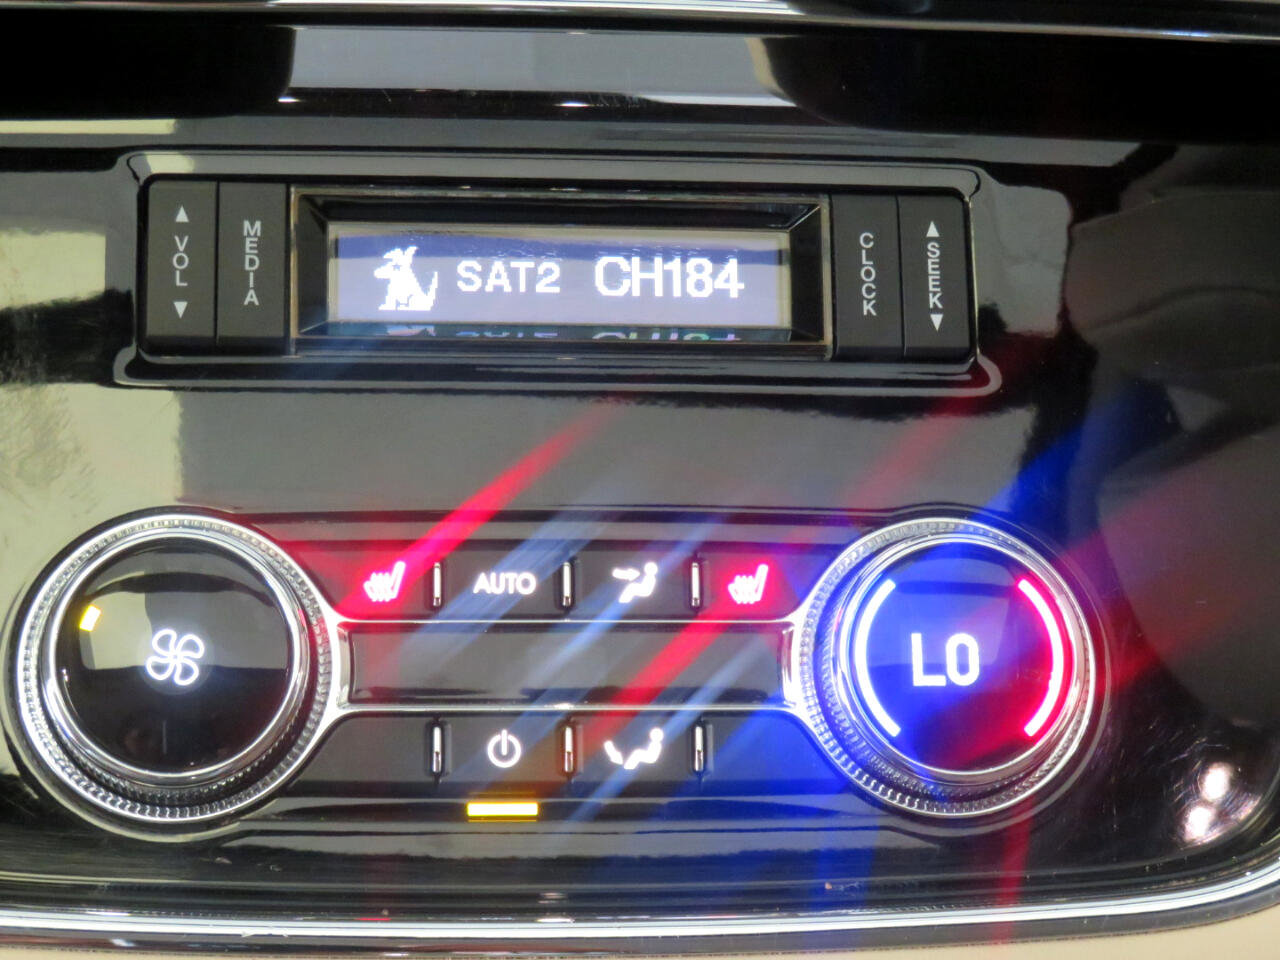 VOL
MEDIA
SAT2 CH184
CLOCK
SEEK
AUTO
LO